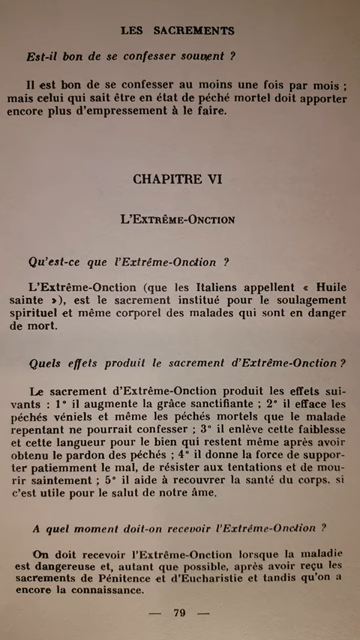 LES SACREMENTS
Est-il bon de se confesser souvent ?
Il est bon de se confesser au moins une fois par mois ;
mais celui qui sait être en état de péché mortel doit apporter
encore plus d'empressement à le faire.
CHAPITRE VI
L'EXTRÊME-ONCTION
Qu'est-ce que l'Extrême-Onction ?
L'Extrême-Onction (que les Italiens appellent « Huile
sainte »), est le sacrement institué pour le soulagement
spirituel et même corporel des malades qui sont en danger
de mort.
Quels effets produit le sacrement d'Extrême-Onction ?
Le sacrement d'Extrême-Onction produit les effets sui-
vants : 1° il augmente la grâce sanctifiante ; 2° il efface les
péchés véniels et même les péchés mortels que le malade
repentant ne pourrait confesser ; 3° il enlève cette faiblesse
et cette langueur pour le bien qui restent même après avoir
obtenu le pardon des péchés ; 4° il donne la force de suppor-
ter patiemment le mal, de résister aux tentations et de mou-
rir saintement ; 5° il aide à recouvrer la santé du corps, si
c'est utile pour le salut de notre âme.
A quel moment doit-on recevoir l'Extrême-Onction ?
On doit recevoir l'Extrême-Onction lorsque la maladie
est dangereuse et, autant que possible, après avoir reçu les
sacrements de Pénitence et d'Eucharistie et tandis qu'on a
encore la connaissance.
— 79 —